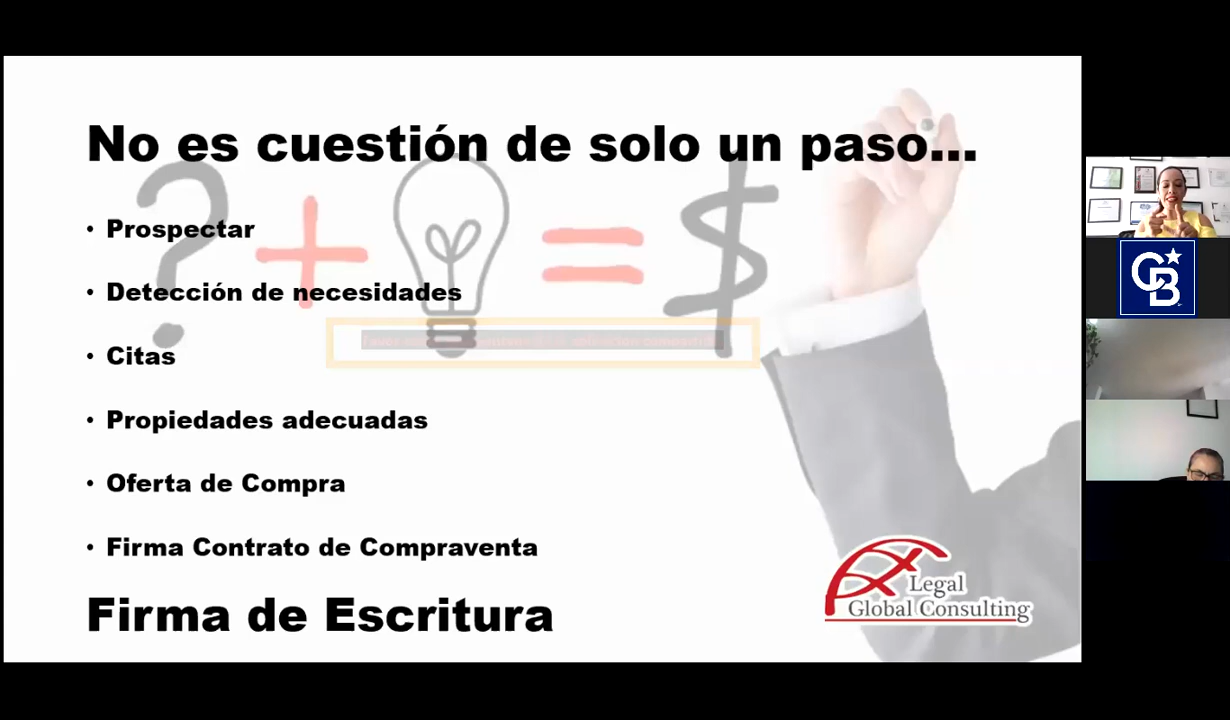 No es cuestión de solo un paso...
• Prospectar
• Detección de necesidades
• Citas
• Propiedades adecuadas
• Oferta de Compra
• Firma Contrato de Compraventa
Firma de Escritura
? + = $
Legal
Global Consulting
CB